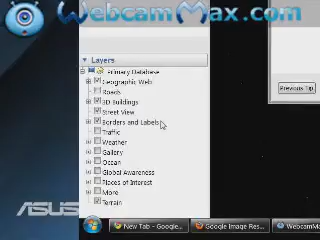 WebcamMax.com
Layers
Primary Database
Geographic Web
Roads
3D Buildings
Street View
Borders and Labels
Traffic
Weather
Gallery
Ocean
Global Awareness
Places of Interest
More
Terrain
Previous Tip
ASUS
New Tab - Google...
Google Image Res...
WebcamMa